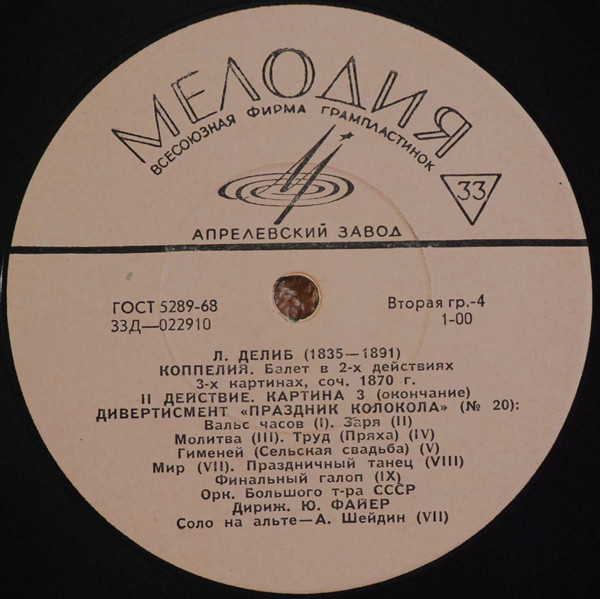 МЕЛОДИЯ
ВСЕСОЮЗНАЯ ФИРМА ГРАМПЛАСТИНОК
33
АПРЕЛЕВСКИЙ ЗАВОД
ГОСТ 5289-68
Вторая гр.-4
33Д—022910
1-00
Л. ДЕЛИБ (1835—1891)
КОППЕЛИЯ. Балет в 2-х действиях
3-х картинах, соч. 1870 г.
II ДЕЙСТВИЕ. КАРТИНА 3 (окончание)
ДИВЕРТИСМЕНТ «ПРАЗДНИК КОЛОКОЛА» (№ 20):
Вальс часов (I). Заря (II)
Молитва (III). Труд (Пряха) (IV)
Гименей (Сельская свадьба) (V)
Мир (VII). Праздничный танец (VIII)
Финальный галоп (IX)
Орк. Большого т-ра СССР
Дириж. Ю. ФАЙЕР
Соло на альте—А. Шейдин (VII)